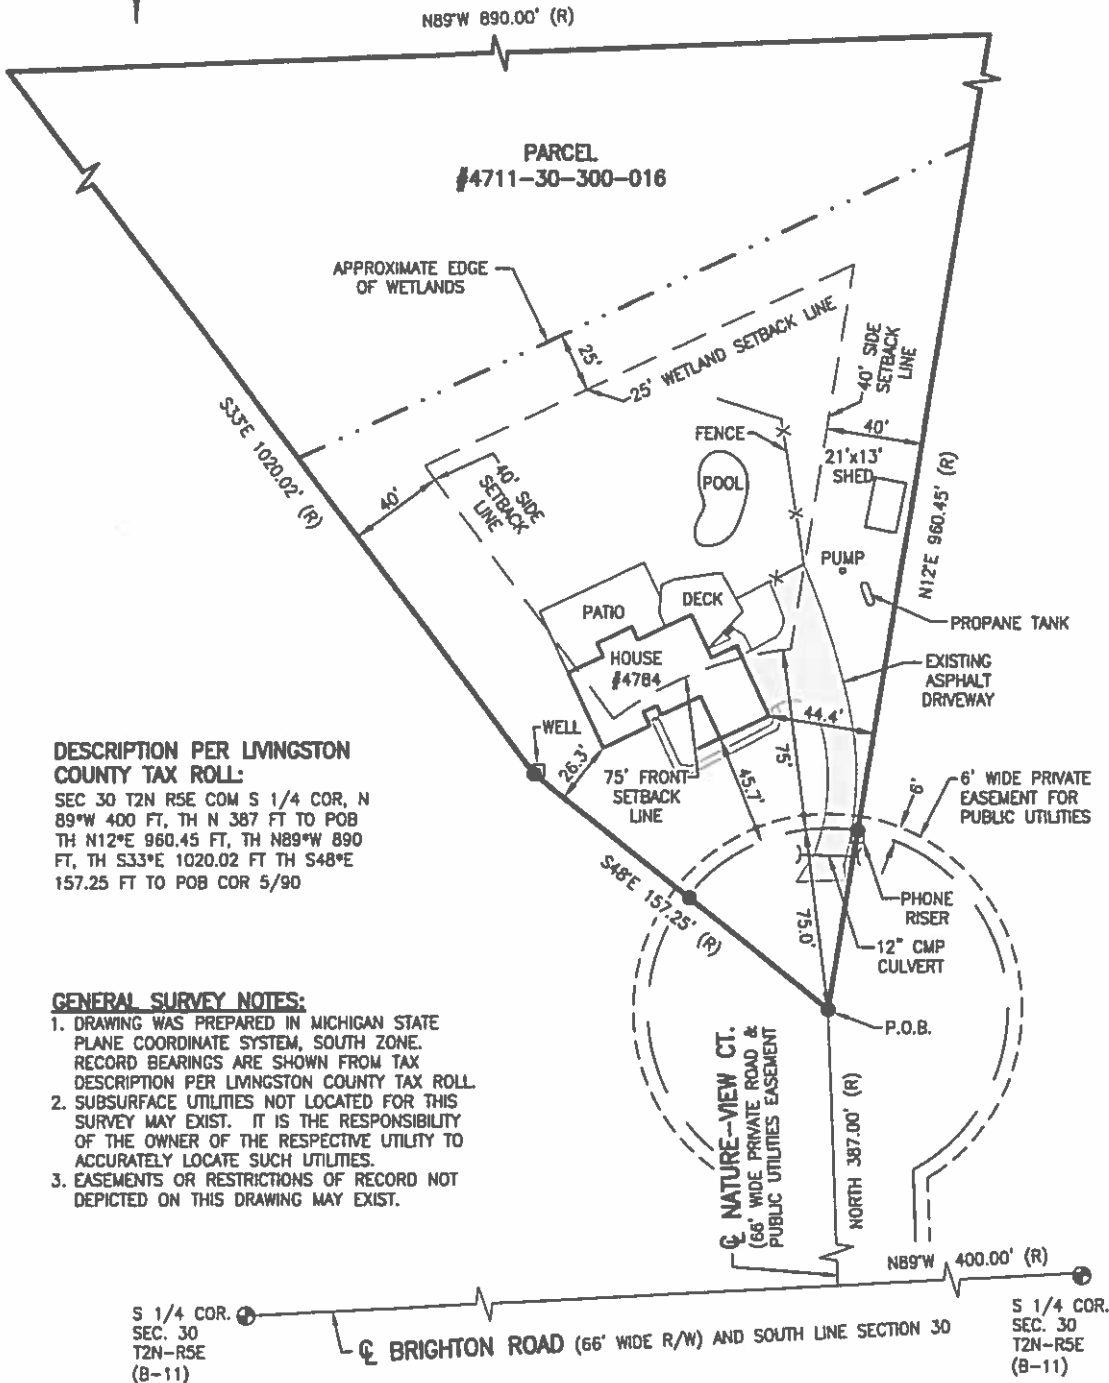 N89°W 890.00' (R)
PARCEL
#4711-30-300-016
APPROXIMATE EDGE
OF WETLANDS
25'
25' WETLAND SETBACK LINE
40' SIDE
SETBACK
LINE
S33°E 1020.02' (R)
40'
40' SIDE
SETBACK
LINE
FENCE
40'
21'x13'
SHED
POOL
N12°E 960.45' (R)
PUMP
PATIO
DECK
PROPANE TANK
HOUSE
#4784
EXISTING
ASPHALT
DRIVEWAY
44.4'
WELL
26.3'
75' FRONT
SETBACK
LINE
45.7'
75'
6'
6' WIDE PRIVATE
EASEMENT FOR
PUBLIC UTILITIES
DESCRIPTION PER LIVINGSTON
COUNTY TAX ROLL:
SEC 30 T2N R5E COM S 1/4 COR, N
89°W 400 FT, TH N 387 FT TO POB
TH N12°E 960.45 FT, TH N89°W 890
FT, TH S33°E 1020.02 FT TH S48°E
157.25 FT TO POB COR 5/90
S48°E 157.25' (R)
75.0'
PHONE
RISER
12" CMP
CULVERT
P.O.B.
GENERAL SURVEY NOTES:
1. DRAWING WAS PREPARED IN MICHIGAN STATE
PLANE COORDINATE SYSTEM, SOUTH ZONE.
RECORD BEARINGS ARE SHOWN FROM TAX
DESCRIPTION PER LIVINGSTON COUNTY TAX ROLL.
2. SUBSURFACE UTILITIES NOT LOCATED FOR THIS
SURVEY MAY EXIST. IT IS THE RESPONSIBILITY
OF THE OWNER OF THE RESPECTIVE UTILITY TO
ACCURATELY LOCATE SUCH UTILITIES.
3. EASEMENTS OR RESTRICTIONS OF RECORD NOT
DEPICTED ON THIS DRAWING MAY EXIST.
℄ NATURE-VIEW CT.
(66' WIDE PRIVATE ROAD &
PUBLIC UTILITIES EASEMENT
NORTH 387.00' (R)
N89°W 400.00' (R)
S 1/4 COR.
SEC. 30
T2N-R5E
(B-11)
℄ BRIGHTON ROAD (66' WIDE R/W) AND SOUTH LINE SECTION 30
S 1/4 COR.
SEC. 30
T2N-R5E
(B-11)